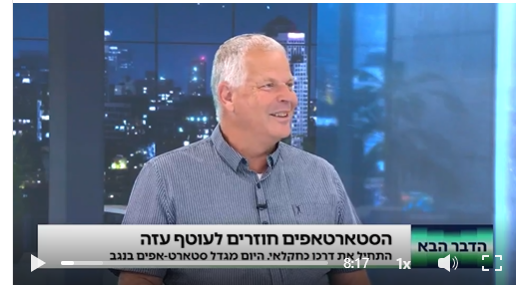 הסטארטאפים חוזרים לעוטף עזה
הדבר הבא
התחיל את דרכו כחקלאי. היום מגדל סטארט-אפים בנגב
8:17
1x